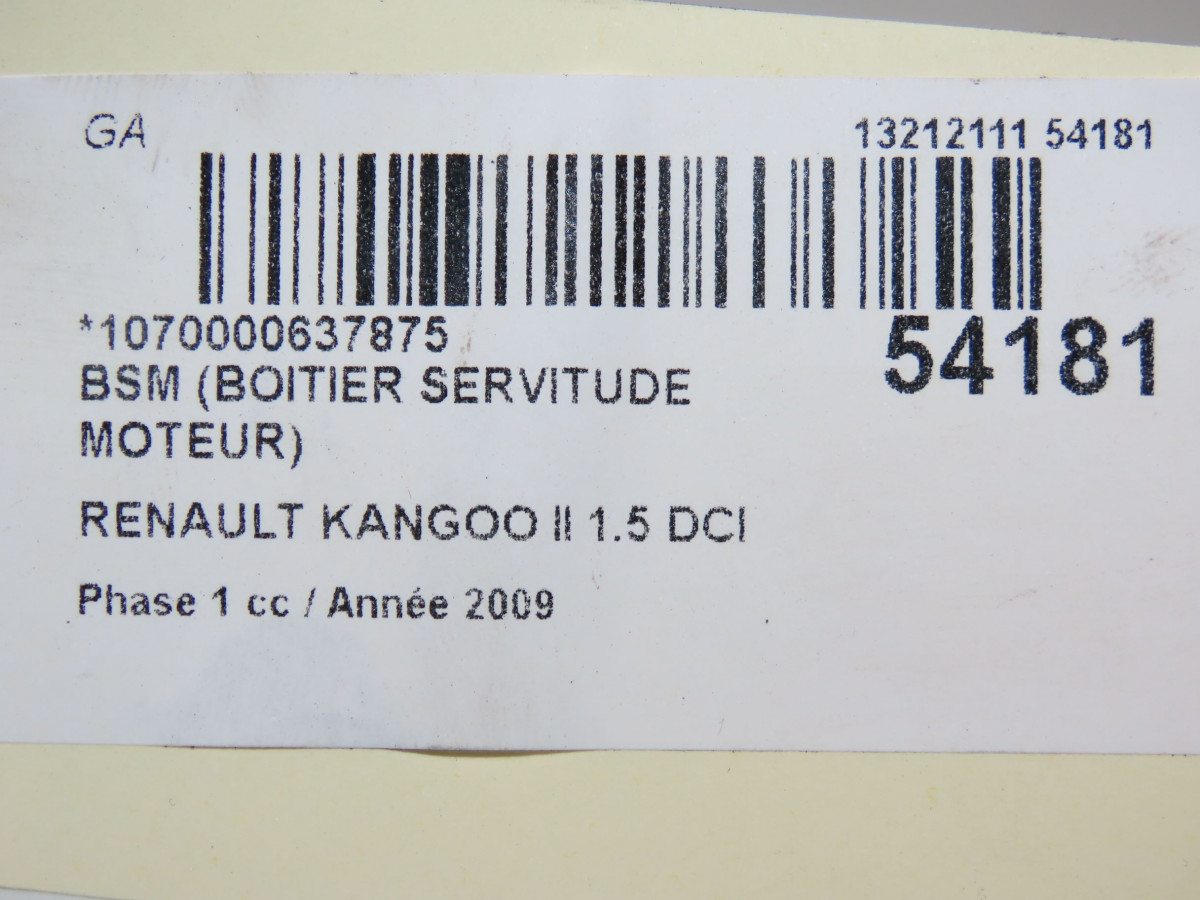 GA
13212111 54181
*1070000637875
54181
BSM (BOITIER SERVITUDE
MOTEUR)
RENAULT KANGOO II 1.5 DCI
Phase 1 cc / Année 2009